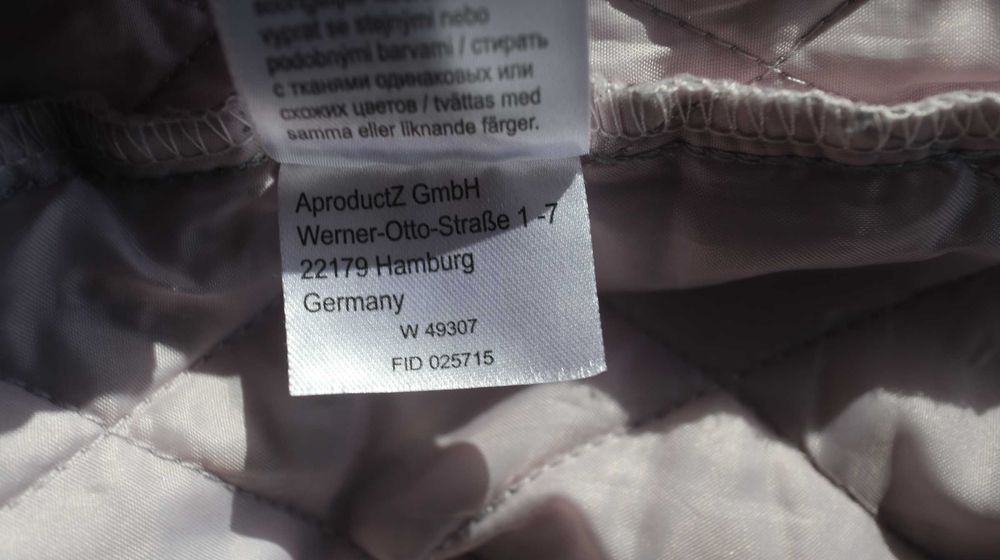 vyprat se stejnými nebo
podobnými barvami / стирать
с тканями одинаковых или
схожих цветов / tvättas med
samma eller liknande färger.
AproductZ GmbH
Werner-Otto-Straße 1 -7
22179 Hamburg
Germany
W 49307
FID 025715